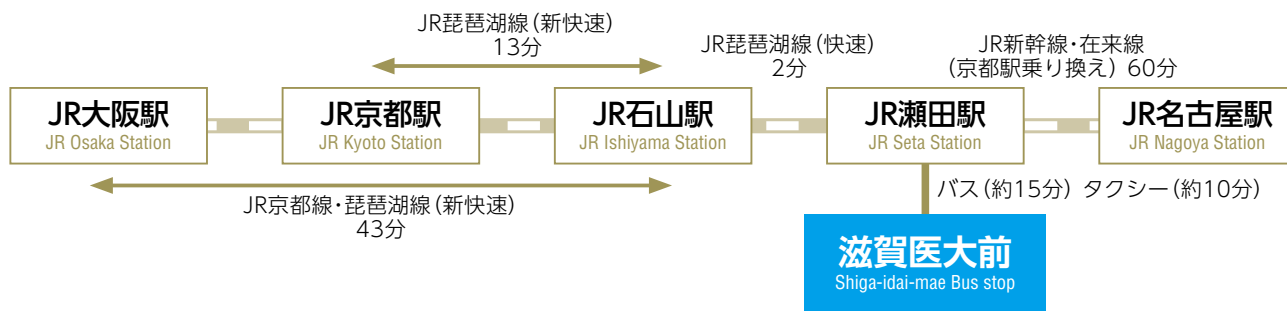 JR琵琶湖線(新快速)
13分
JR琵琶湖線(快速)
2分
JR新幹線・在来線
(京都駅乗り換え) 60分
JR大阪駅
JR Osaka Station
JR京都駅
JR Kyoto Station
JR石山駅
JR Ishiyama Station
JR瀬田駅
JR Seta Station
JR名古屋駅
JR Nagoya Station
JR京都線・琵琶湖線(新快速)
43分
バス(約15分) タクシー(約10分)
滋賀医大前
Shiga-idai-mae Bus stop